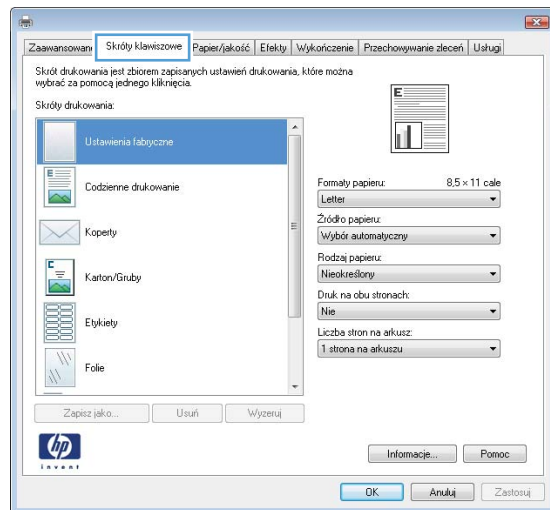 Zaawansowane Skróty klawiszowe Papier/jakość Efekty Wykończenie Przechowywanie zleceń Usługi
Skrót drukowania jest zbiorem zapisanych ustawień drukowania, które można
wybrać za pomocą jednego kliknięcia.
Skróty drukowania:
E
Ustawienia fabryczne
E
Codzienne drukowanie
Koperty
C
Karton/Gruby
Etykiety
Folie
Formaty papieru: 8,5 × 11 cale
Letter
Źródło papieru:
Wybór automatyczny
Rodzaj papieru:
Nieokreślony
Druk na obu stronach:
Nie
Liczba stron na arkusz:
1 strona na arkuszu
Zapisz jako... Usuń Wyzeruj
hp
invent
Informacje... Pomoc
OK Anuluj Zastosuj